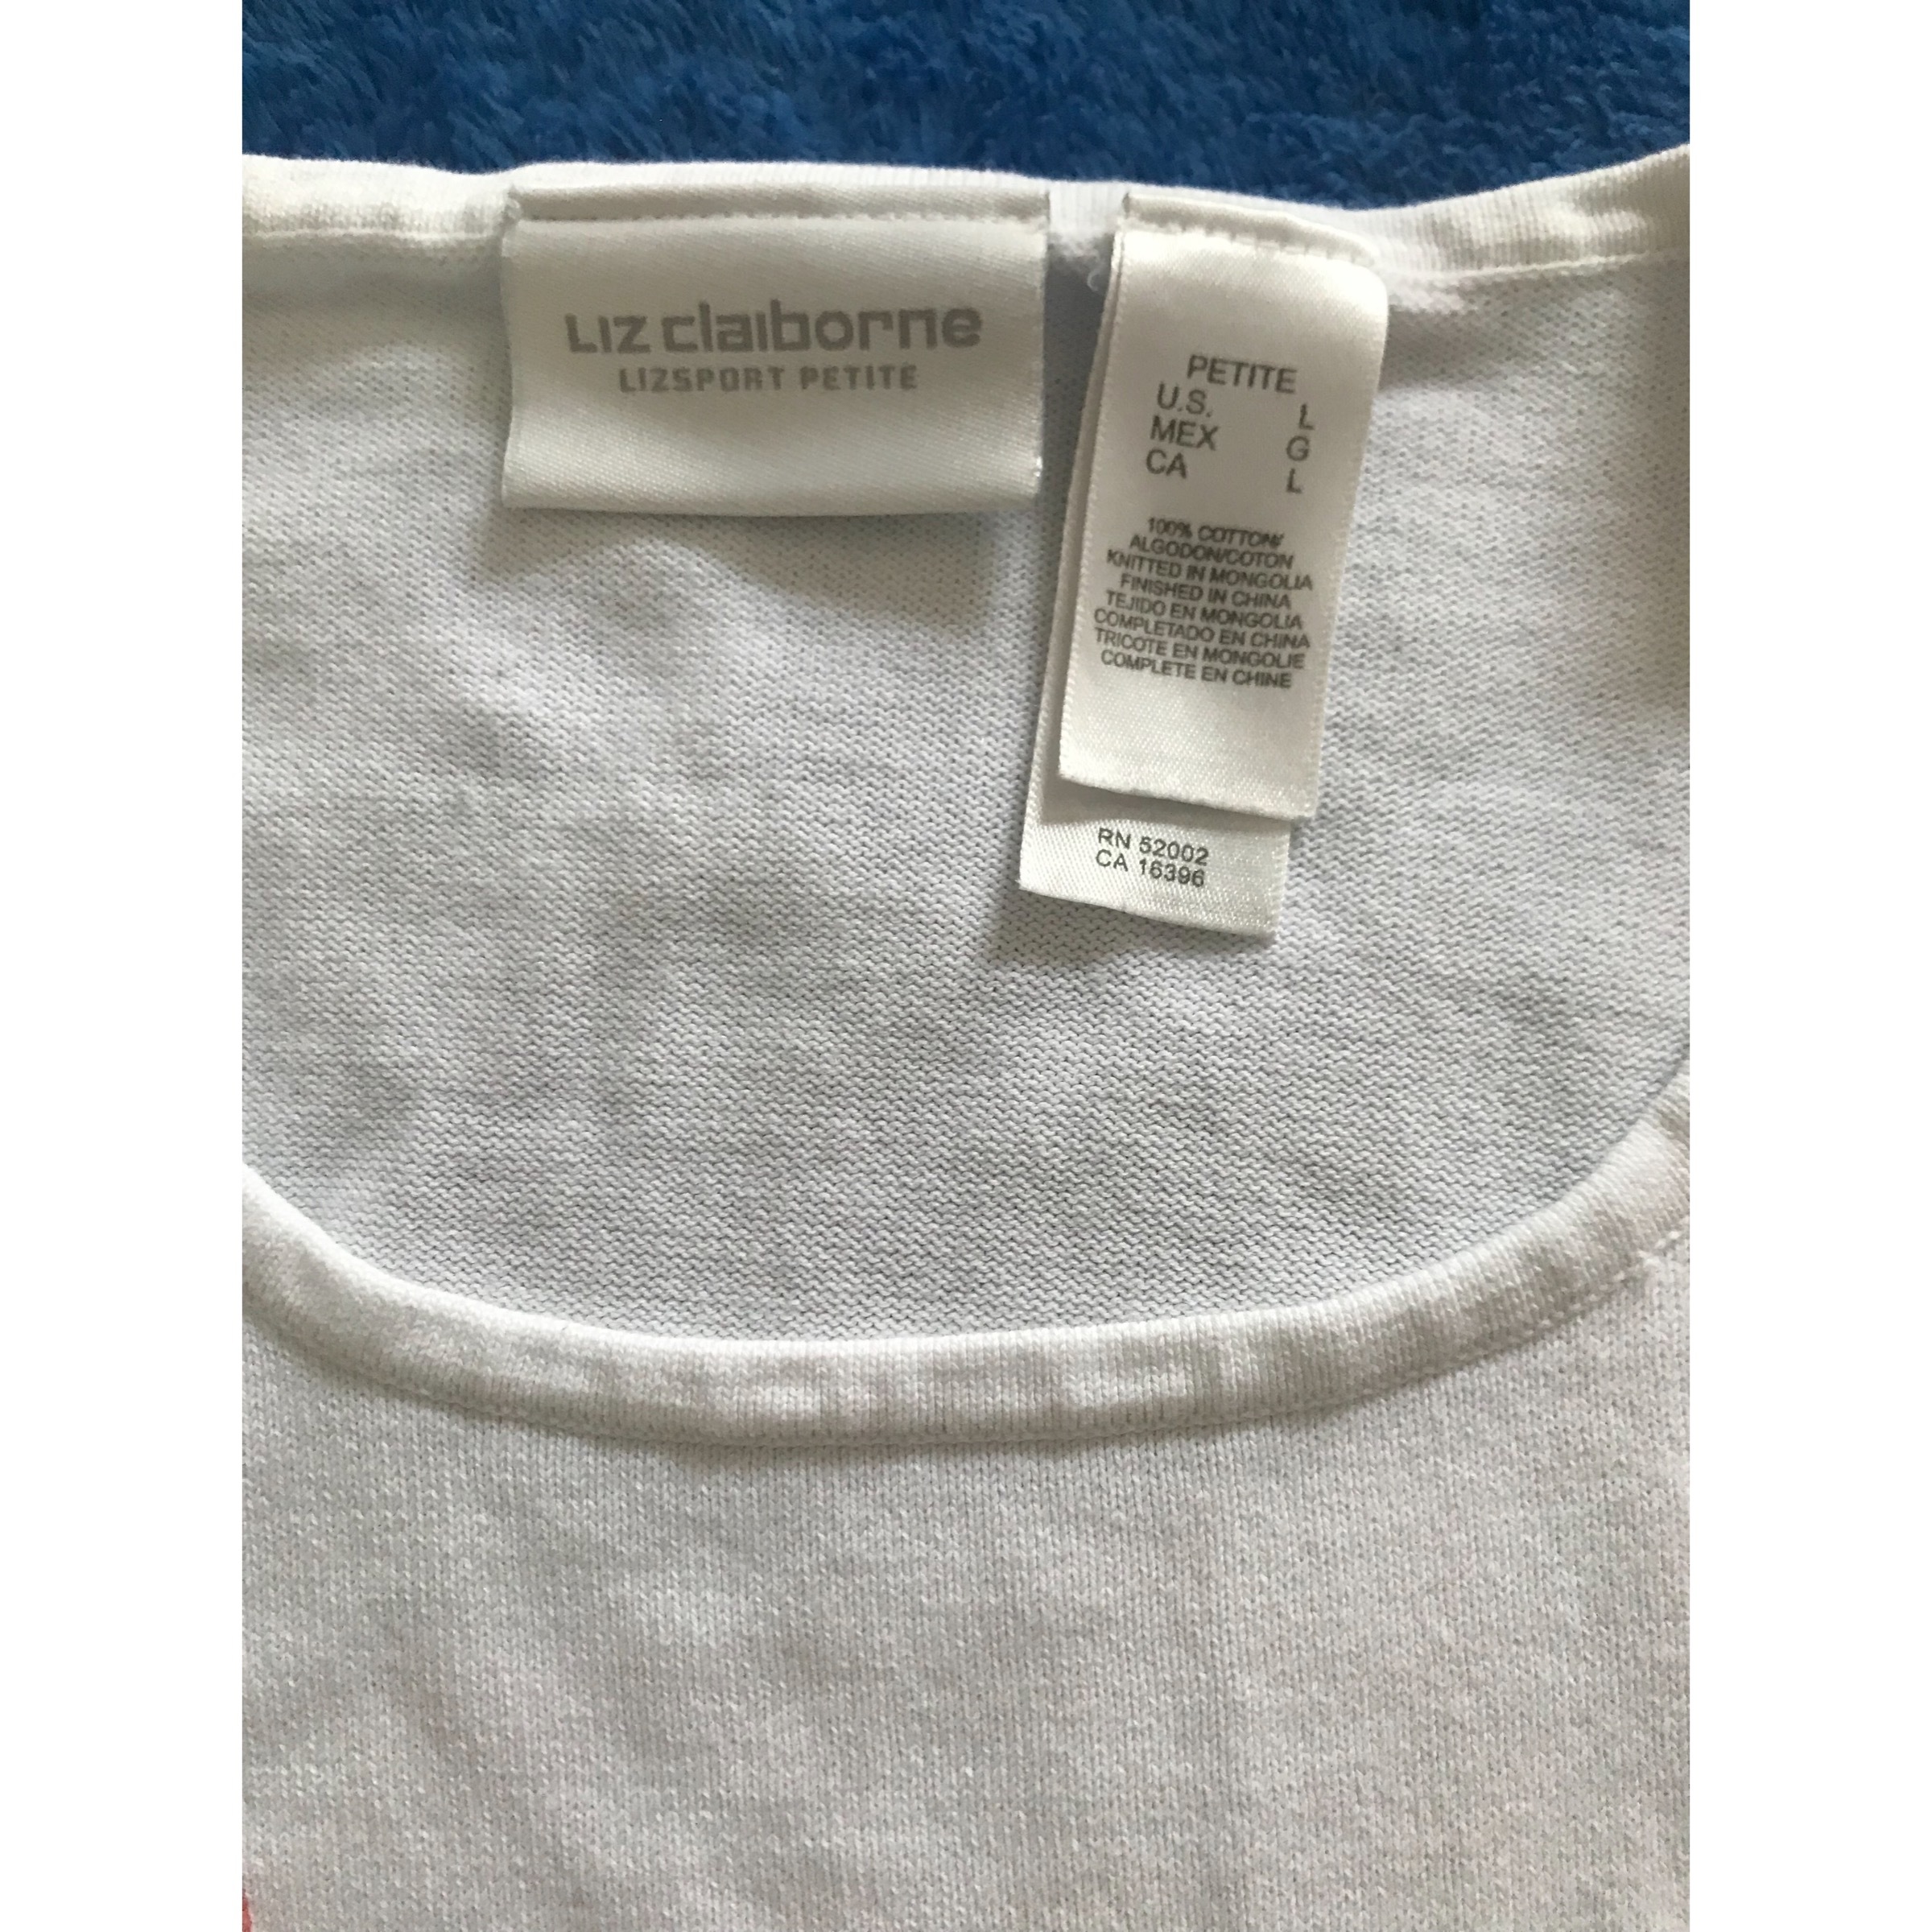 LIZ claiborne
LIZSPORT PETITE
PETITE
U.S. L
MEX G
CA L
100% COTTON/
ALGODON/COTON
KNITTED IN MONGOLIA
FINISHED IN CHINA
TEJIDO EN MONGOLIA
COMPLETADO EN CHINA
TRICOTE EN MONGOLIE
COMPLETE EN CHINE
RN 52002
CA 16396